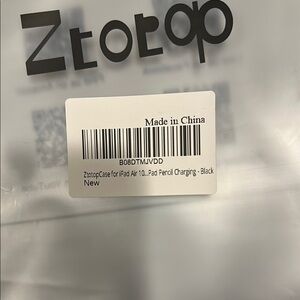 Ztotop
Made in China
B08DTMJVDD
ZtotopCase for iPad Air 10...Pad Pencil Charging - Black
New